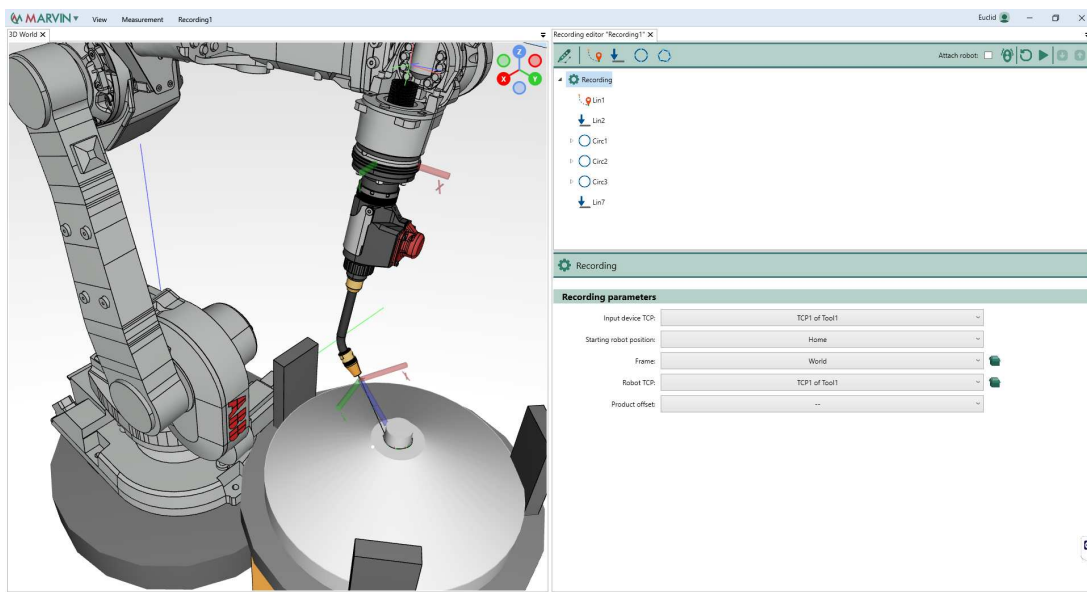 MARVIN View Measurement Recording1 Euclid
3D World X
Recording editor "Recording1" X
Attach robot:
Recording
Lin1
Lin2
Circ1
Circ2
Circ3
Lin7
Recording
Recording parameters
Input device TCP: TCP1 of Tool1
Starting robot position: Home
Frame: World
Robot TCP: TCP1 of Tool1
Product offset: --
Z
X
Y
X
X
ABB